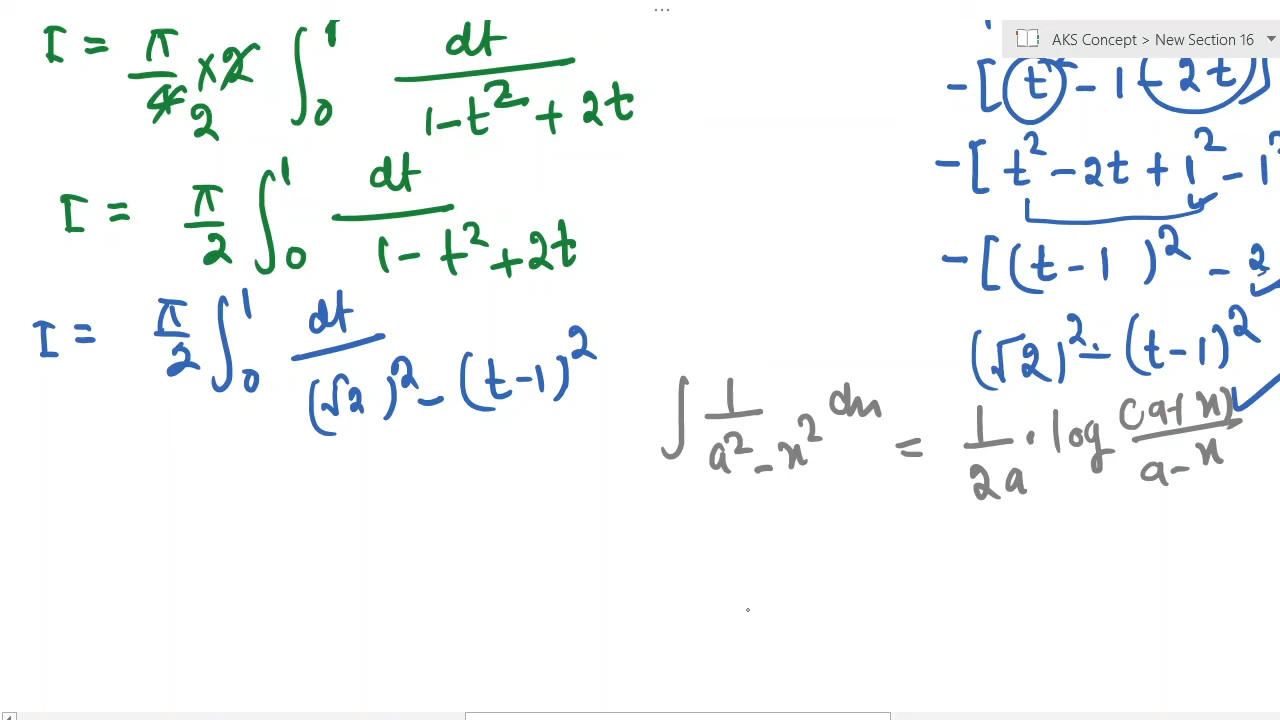 AKS Concept > New Section 16
I = π/4̶ 2 × 2̶ ∫₀¹ dt/(1 - t² + 2t)
I = π/2 ∫₀¹ dt/(1 - t² + 2t)
I = π/2 ∫₀¹ dt/((√2)² - (t-1)²)
-[t² - 1 - 2t]
-[t² - 2t + 1² - 1²
-[(t-1)² - 2
(√2)² - (t-1)²
∫ 1/(a² - x²) dx = 1/2a · log (a+x)/(a-x)